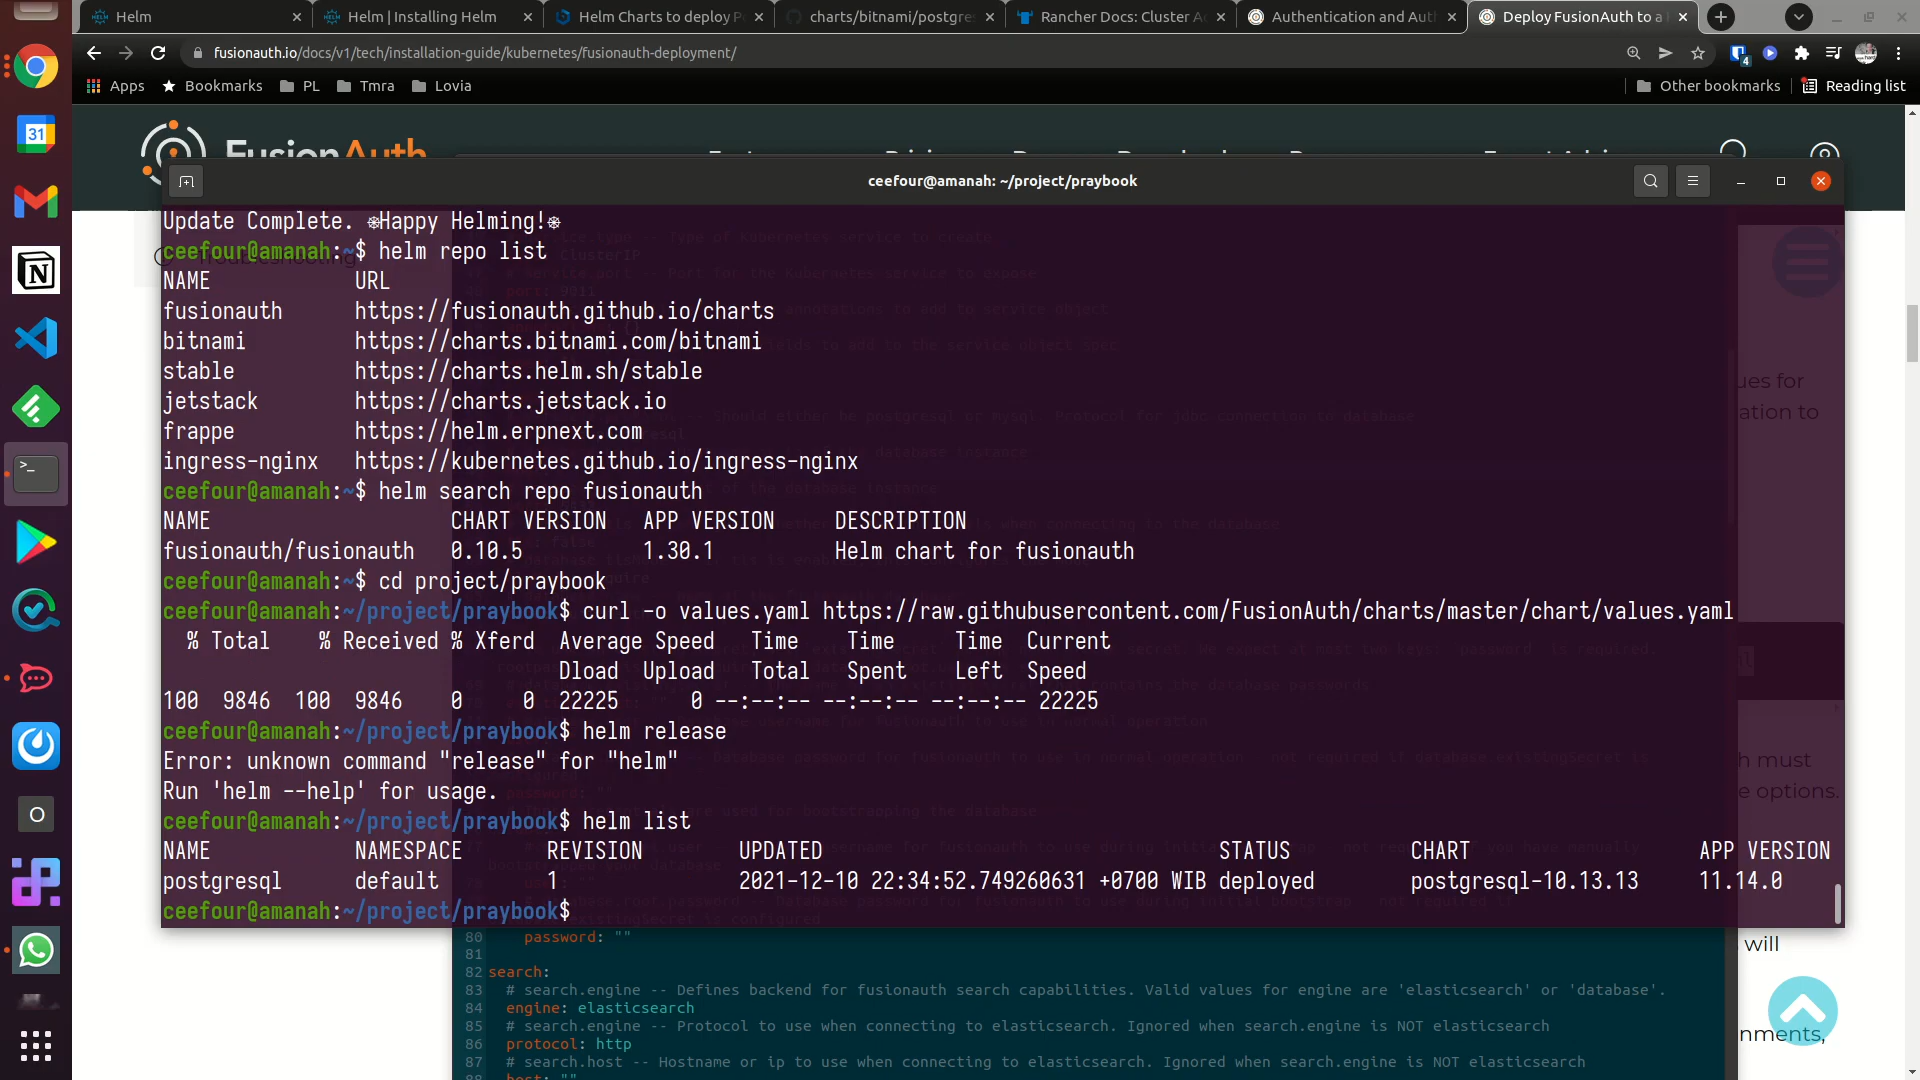 Helm
Helm | Installing Helm
Helm Charts to deploy P
charts/bitnami/postgre
Rancher Docs: Cluster A
Authentication and Aut
Deploy FusionAuth to a
fusionauth.io/docs/v1/tech/installation-guide/kubernetes/fusionauth-deployment/
4
Apps
Bookmarks
PL
Tmra
Lovia
Other bookmarks
Reading list
31
FusionAuth
ceefour@amanah: ~/project/praybook
Update Complete. ⎈Happy Helming!⎈
ceefour@amanah:~$ helm repo list
NAME URL
fusionauth https://fusionauth.github.io/charts
bitnami https://charts.bitnami.com/bitnami
stable https://charts.helm.sh/stable
jetstack https://charts.jetstack.io
frappe https://helm.erpnext.com
ingress-nginx https://kubernetes.github.io/ingress-nginx
ceefour@amanah:~$ helm search repo fusionauth
NAME CHART VERSION APP VERSION DESCRIPTION
fusionauth/fusionauth 0.10.5 1.30.1 Helm chart for fusionauth
ceefour@amanah:~$ cd project/praybook
ceefour@amanah:~/project/praybook$ curl -o values.yaml https://raw.githubusercontent.com/FusionAuth/charts/master/chart/values.yaml
% Total % Received % Xferd Average Speed Time Time Time Current
Dload Upload Total Spent Left Speed
100 9846 100 9846 0 0 22225 0 --:--:-- --:--:-- --:--:-- 22225
ceefour@amanah:~/project/praybook$ helm release
Error: unknown command "release" for "helm"
Run 'helm --help' for usage.
ceefour@amanah:~/project/praybook$ helm list
NAME NAMESPACE REVISION UPDATED STATUS CHART APP VERSION
postgresql default 1 2021-12-10 22:34:52.749260631 +0700 WIB deployed postgresql-10.13.13 11.14.0
ceefour@amanah:~/project/praybook$
ues for
ation to
h must
e options.
will
nments,
80 password: ""
81
82 search:
83 # search.engine -- Defines backend for fusionauth search capabilities. Valid values for engine are 'elasticsearch' or 'database'.
84 engine: elasticsearch
85 # search.engine -- Protocol to use when connecting to elasticsearch. Ignored when search.engine is NOT elasticsearch
86 protocol: http
87 # search.host -- Hostname or ip to use when connecting to elasticsearch. Ignored when search.engine is NOT elasticsearch
88 host: ""